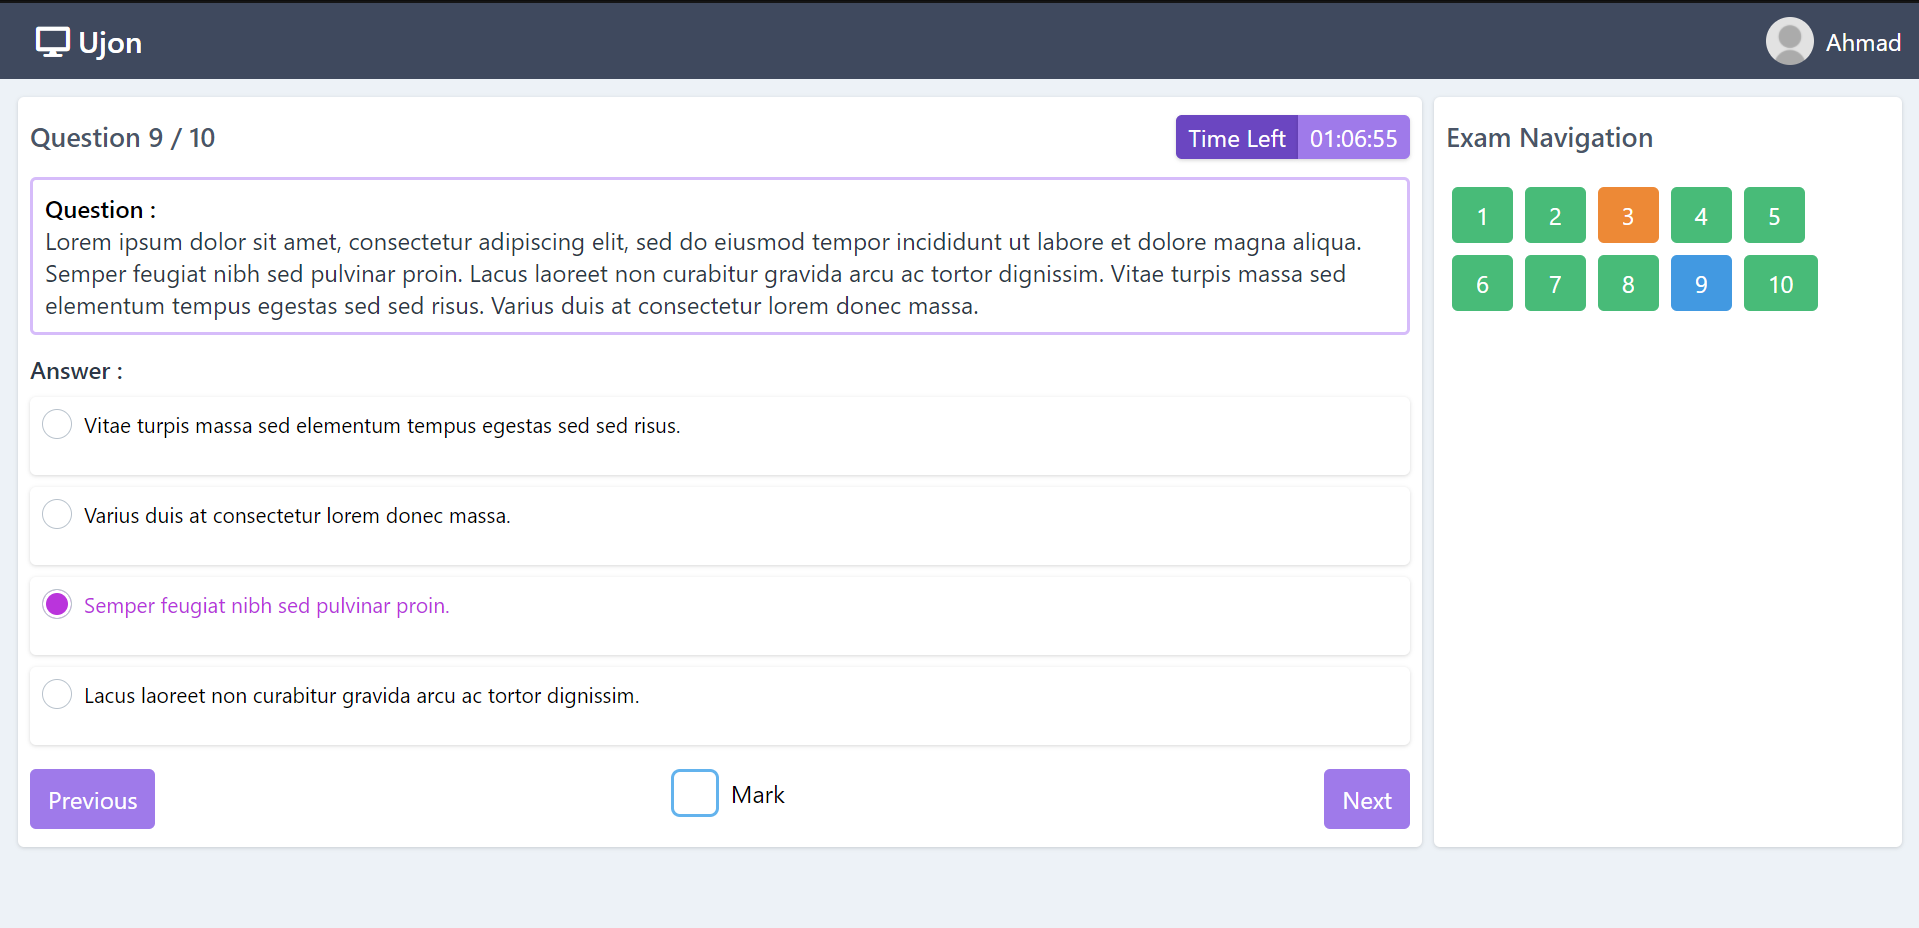 Ujon
Ahmad
Question 9 / 10
Time Left 01:06:55
Question :
Lorem ipsum dolor sit amet, consectetur adipiscing elit, sed do eiusmod tempor incididunt ut labore et dolore magna aliqua.
Semper feugiat nibh sed pulvinar proin. Lacus laoreet non curabitur gravida arcu ac tortor dignissim. Vitae turpis massa sed
elementum tempus egestas sed sed risus. Varius duis at consectetur lorem donec massa.
Answer :
Vitae turpis massa sed elementum tempus egestas sed sed risus.
Varius duis at consectetur lorem donec massa.
Semper feugiat nibh sed pulvinar proin.
Lacus laoreet non curabitur gravida arcu ac tortor dignissim.
Previous
Mark
Next
Exam Navigation
1 2 3 4 5
6 7 8 9 10